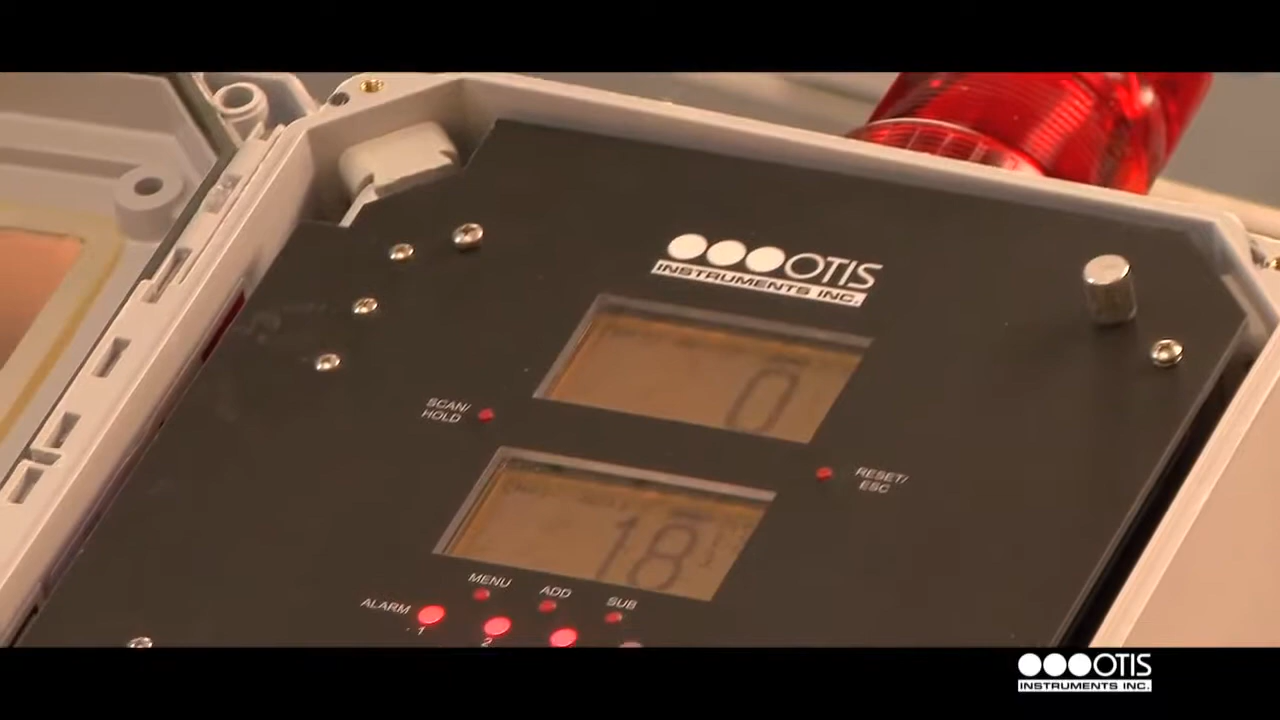 OTIS
INSTRUMENTS INC.
0
SCAN/
HOLD
RESET/
ESC
18
MENU ADD SUB
ALARM
1 2
OTIS
INSTRUMENTS INC.